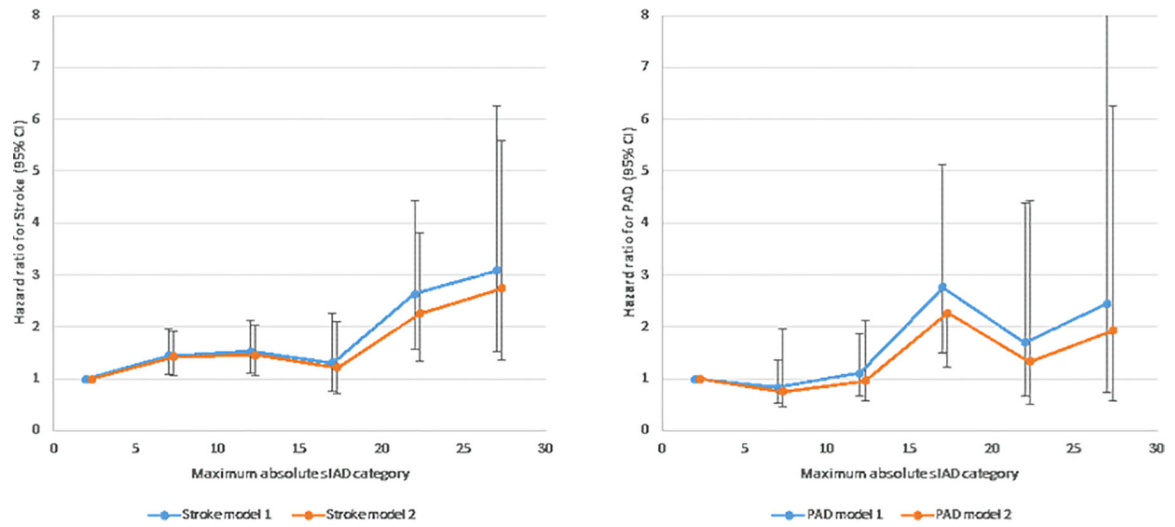 8
7
6
5
4
3
2
1
0
Hazard ratio for Stroke (95% CI)
0 5 10 15 20 25 30
Maximum absolute sIAD category
Stroke model 1 Stroke model 2
8
7
6
5
4
3
2
1
0
Hazard ratio for PAD (95% CI)
0 5 10 15 20 25 30
Maximum absolute sIAD category
PAD model 1 PAD model 2